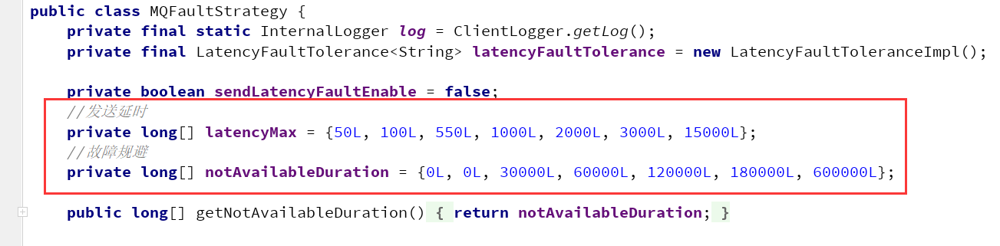 public class MQFaultStrategy {
private final static InternalLogger log = ClientLogger.getLog();
private final LatencyFaultTolerance<String> latencyFaultTolerance = new LatencyFaultToleranceImpl();
private boolean sendLatencyFaultEnable = false;
//发送延时
private long[] latencyMax = {50L, 100L, 550L, 1000L, 2000L, 3000L, 15000L};
//故障规避
private long[] notAvailableDuration = {0L, 0L, 30000L, 60000L, 120000L, 180000L, 600000L};
public long[] getNotAvailableDuration() { return notAvailableDuration; }